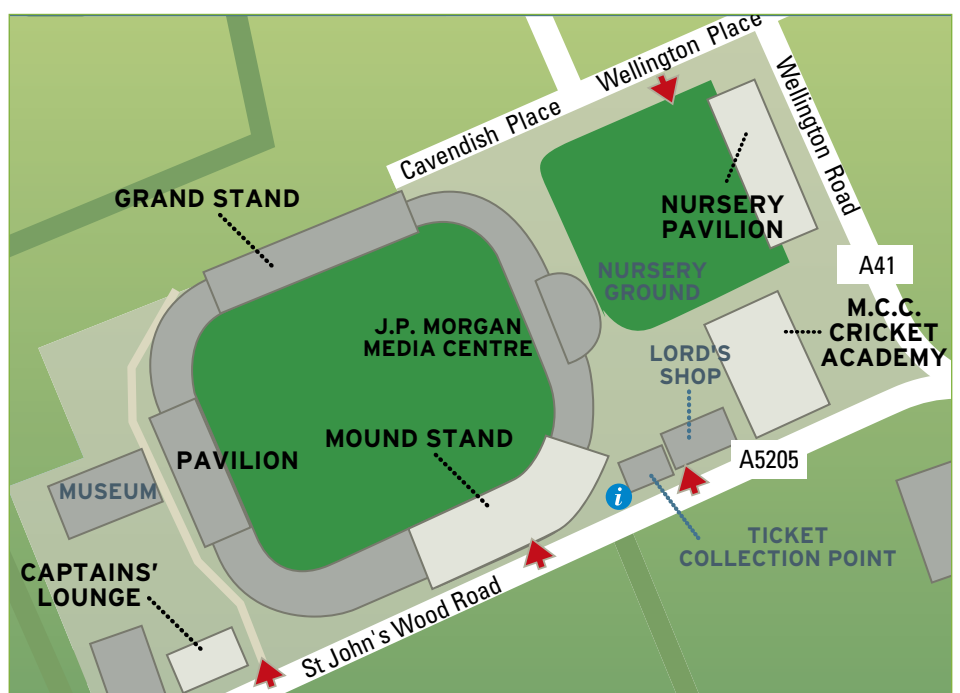 Wellington Place
Cavendish Place
Wellington Road
GRAND STAND
NURSERY
PAVILION
A41
NURSERY
GROUND
M.C.C.
CRICKET
ACADEMY
J.P. MORGAN
MEDIA CENTRE
LORD'S
SHOP
MOUND STAND
PAVILION
A5205
MUSEUM
i
TICKET
COLLECTION POINT
CAPTAINS’
LOUNGE
St John's Wood Road